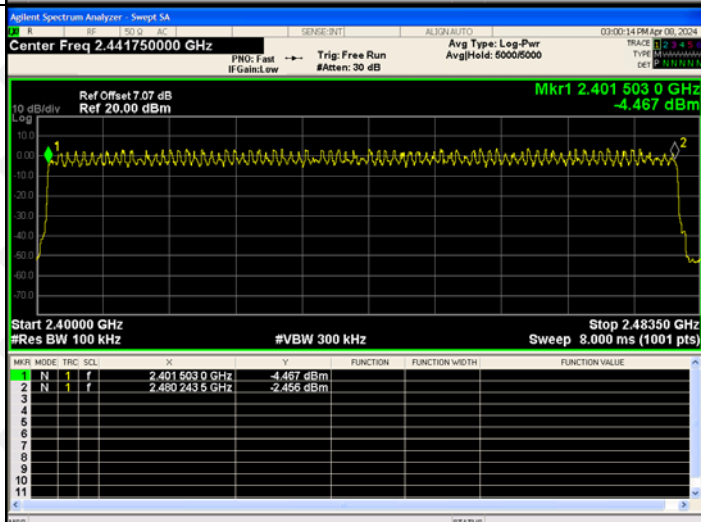 Agilent Spectrum Analyzer - Swept SA
R RF 50 Ω AC SENSE:INT ALIGNAUTO 03:00:14 PM Apr 08, 2024
Center Freq 2.441750000 GHz Avg Type: Log-Pwr TRACE 1 2 3 4 5 6
PNO: Fast Trig: Free Run Avg|Hold: 5000/5000 TYPE M
IFGain:Low #Atten: 30 dB DET P N N N N N
Mkr1 2.401 503 0 GHz
Ref Offset 7.07 dB
10 dB/div Ref 20.00 dBm -4.467 dBm
Log
10.0
1
2
0.00
-10.0
-20.0
-30.0
-40.0
-50.0
-60.0
-70.0
Start 2.40000 GHz Stop 2.48350 GHz
#Res BW 100 kHz #VBW 300 kHz Sweep 8.000 ms (1001 pts)
MKR MODE TRC SCL X Y FUNCTION FUNCTION WIDTH FUNCTION VALUE
1 N 1 f 2.401 503 0 GHz -4.467 dBm
2 N 1 f 2.480 243 5 GHz -2.456 dBm
3
4
5
6
7
8
9
10
11
MSG STATUS